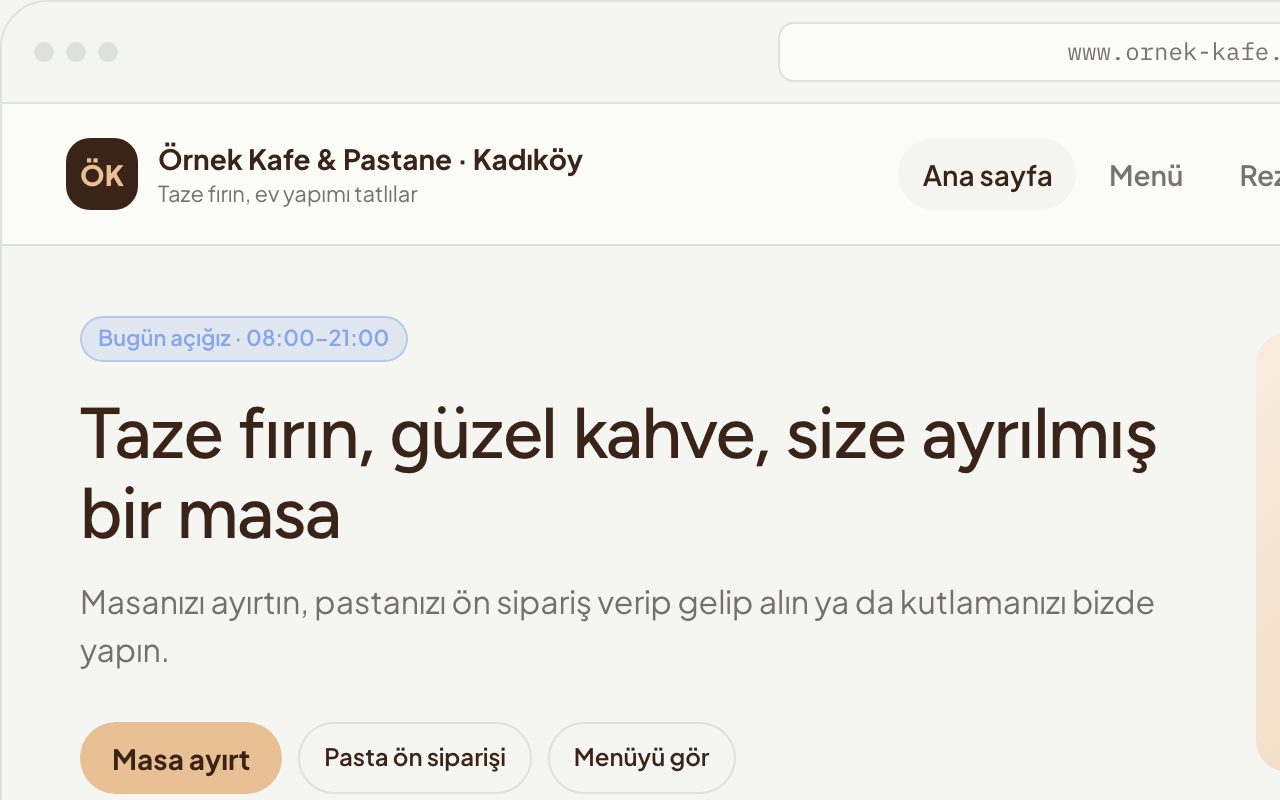 www.ornek-kafe.
ÖK
Örnek Kafe & Pastane · Kadıköy
Taze fırın, ev yapımı tatlılar
Ana sayfa
Menü
Rez
Bugün açığız · 08:00–21:00
Taze fırın, güzel kahve, size ayrılmış
bir masa
Masanızı ayırtın, pastanızı ön sipariş verip gelip alın ya da kutlamanızı bizde
yapın.
Masa ayırt
Pasta ön siparişi
Menüyü gör